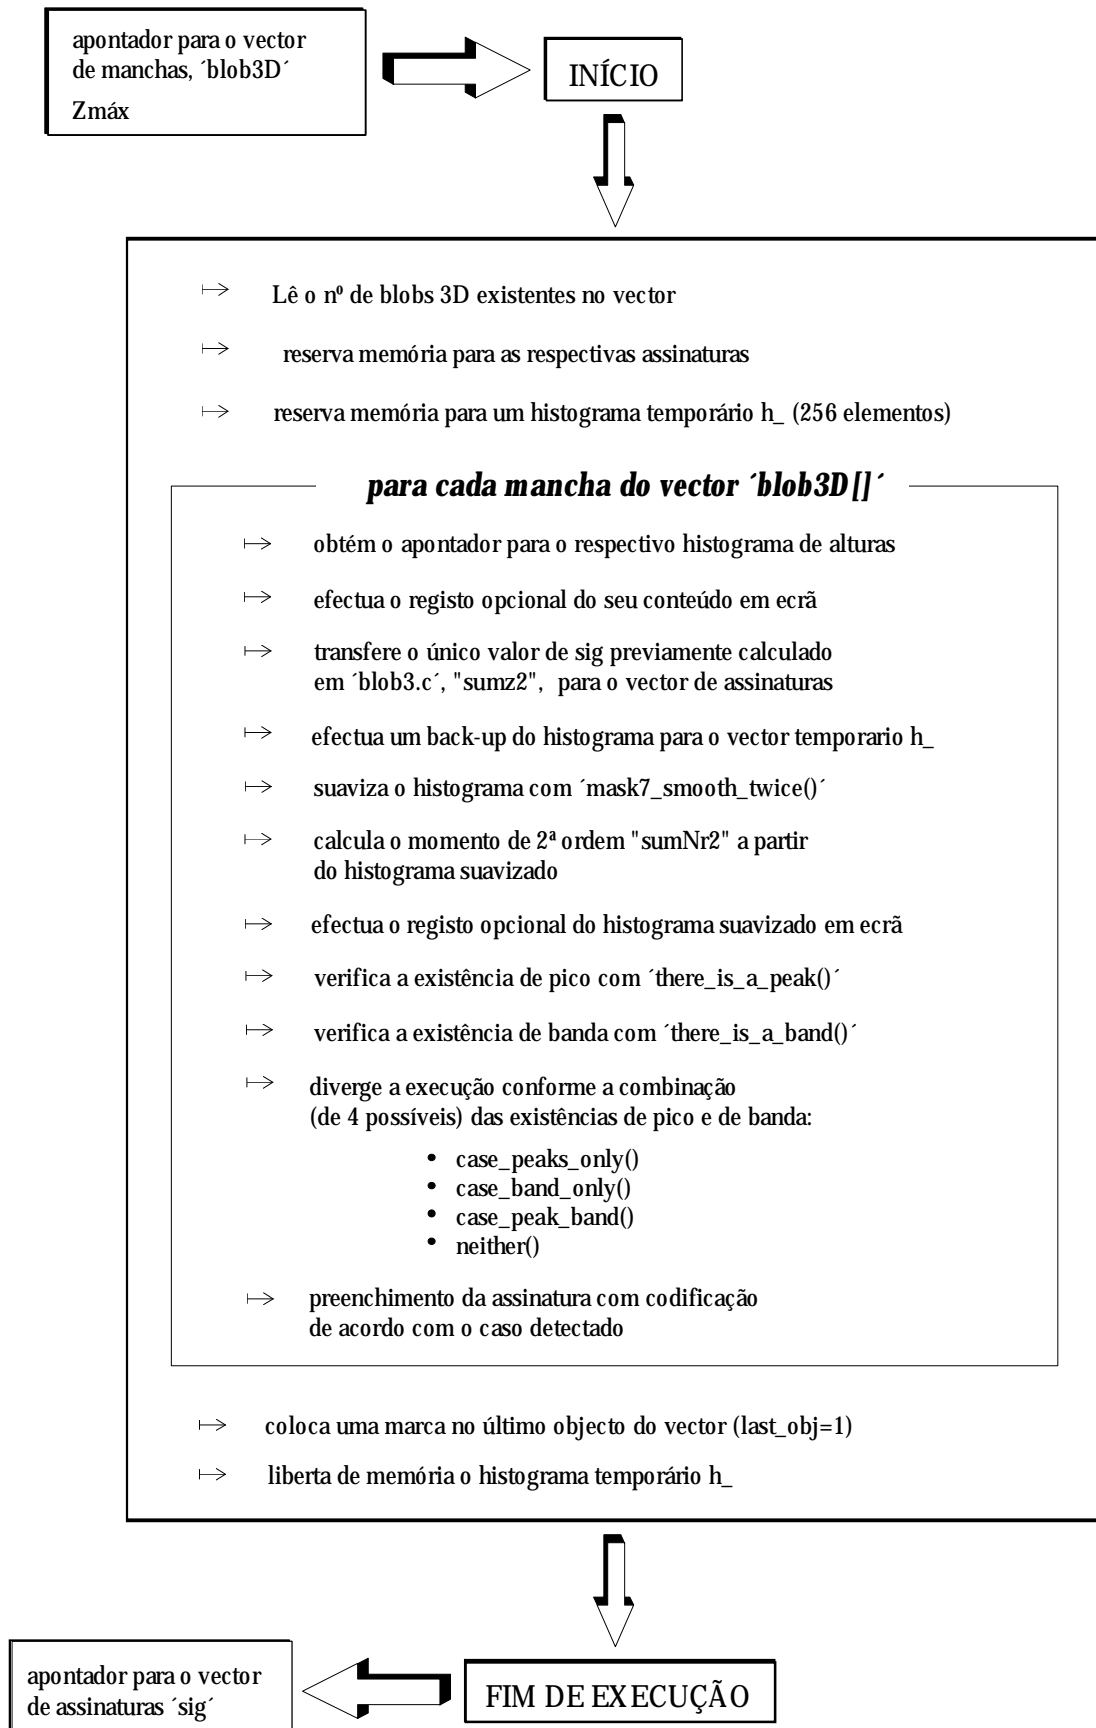 apontador para o vector
de manchas, ´blob3D´
Zmáx
INÍCIO
Lê o nº de blobs 3D existentes no vector
reserva memória para as respectivas assinaturas
reserva memória para um histograma temporário h_ (256 elementos)
para cada mancha do vector ´blob3D[]´
obtém o apontador para o respectivo histograma de alturas
efectua o registo opcional do seu conteúdo em ecrã
transfere o único valor de sig previamente calculado
em ´blob3.c´, "sumz2", para o vector de assinaturas
efectua um back-up do histograma para o vector temporario h_
suaviza o histograma com ´mask7_smooth_twice()´
calcula o momento de 2ª ordem "sumNr2" a partir
do histograma suavizado
efectua o registo opcional do histograma suavizado em ecrã
verifica a existência de pico com ´there_is_a_peak()´
verifica a existência de banda com ´there_is_a_band()´
diverge a execução conforme a combinação
(de 4 possíveis) das existências de pico e de banda:
• case_peaks_only()
• case_band_only()
• case_peak_band()
• neither()
preenchimento da assinatura com codificação
de acordo com o caso detectado
coloca uma marca no último objecto do vector (last_obj=1)
liberta de memória o histograma temporário h_
FIM DE EXECUÇÃO
apontador para o vector
de assinaturas ´sig´